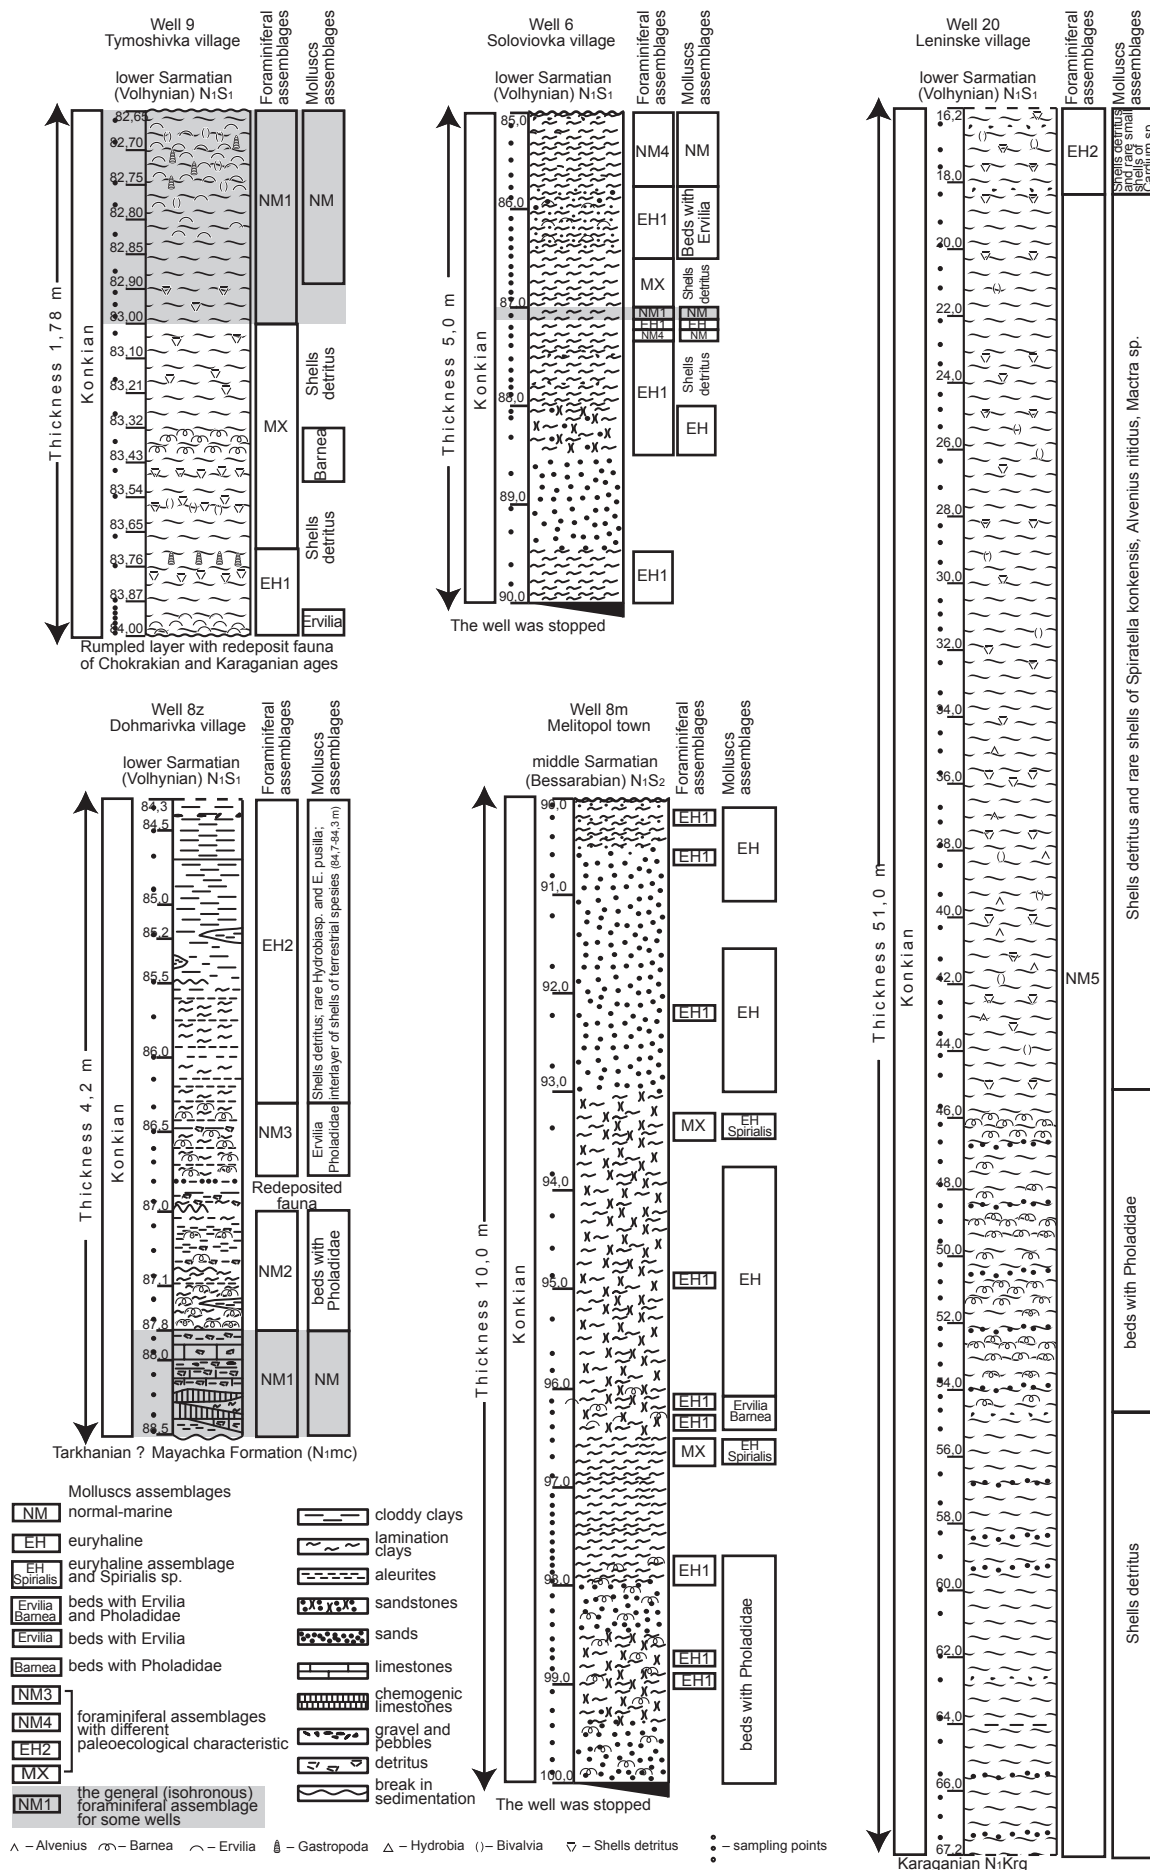 Well 9
Tymoshivka village
lower Sarmatian
(Volhynian) N1S1
Foraminiferal
assemblages
Molluscs
assemblages
Thickness 1,78 m
Konkian
82,65
82,70
82,75
82,80
82,85
82,90
83,00
83,10
83,21
83,32
83,43
83,54
83,65
83,76
83,87
84,00
NM1
MX
EH1
NM
Shells
detritus
Barnea
Shells
detritus
Ervilia
Rumpled layer with redeposit fauna
of Chokrakian and Karaganian ages
Well 6
Soloviovka village
lower Sarmatian
(Volhynian) N1S1
Foraminiferal
assemblages
Molluscs
assemblages
Thickness 5,0 m
Konkian
85,0
86,0
87,0
88,0
89,0
90,0
NM4
EH1
MX
NM1
EH1
NM4
EH1
EH1
NM
Beds with
Ervilia
Shells
detritus
NM
EH
NM
Shells
detritus
EH
The well was stopped
Well 20
Leninske village
lower Sarmatian
(Volhynian) N1S1
Foraminiferal
assemblages
Molluscs
assemblages
Thickness 51,0 m
Konkian
16,2
18,0
20,0
22,0
24,0
26,0
28,0
30,0
32,0
34,0
36,0
38,0
40,0
42,0
44,0
46,0
48,0
50,0
52,0
54,0
56,0
58,0
60,0
62,0
64,0
66,0
67,2
EH2
NM5
Shells detritus
and rare small
shells of
Cardium sp.
Shells detritus and rare shells of Spiratella konkensis, Alvenius nitidus, Mactra sp.
beds with Pholadidae
Shells detritus
Karaganian N1Krg
Well 8z
Dohmarivka village
lower Sarmatian
(Volhynian) N1S1
Foraminiferal
assemblages
Molluscs
assemblages
Thickness 4,2 m
Konkian
84,3
84,5
85,0
85,2
85,5
86,0
86,5
87,0
87,1
87,8
88,0
88,5
EH2
NM3
NM2
NM1
Shells detritus; rare Hydrobiasp. and E. pusilla;
interlayer of shells of terrestrial spesies (84,7-84,3 m)
Ervilia
Pholadidae
Redeposited
fauna
beds with
Pholadidae
NM
Tarkhanian ? Mayachka Formation (N1mc)
Well 8m
Melitopol town
middle Sarmatian
(Bessarabian) N1S2
Foraminiferal
assemblages
Molluscs
assemblages
Thickness 10,0 m
Konkian
90,0
91,0
92,0
93,0
94,0
95,0
96,0
97,0
98,0
99,0
100,0
EH1
EH1
EH1
MX
EH1
EH1
EH1
MX
EH1
EH1
EH1
EH
EH
EH
Spirialis
EH
Ervilia
Barnea
EH
Spirialis
beds with Pholadidae
The well was stopped
Molluscs assemblages
NM normal-marine
EH euryhaline
EH
Spirialis
euryhaline assemblage
and Spirialis sp.
Ervilia
Barnea
beds with Ervilia
and Pholadidae
Ervilia beds with Ervilia
Barnea beds with Pholadidae
NM3
NM4
EH2
MX
foraminiferal assemblages
with different
paleoecological characteristic
NM1
the general (isohronous)
foraminiferal assemblage
for some wells
cloddy clays
lamination
clays
aleurites
sandstones
sands
limestones
chemogenic
limestones
gravel and
pebbles
detritus
break in
sedimentation
– Alvenius – Barnea – Ervilia – Gastropoda – Hydrobia – Bivalvia – Shells detritus – sampling points